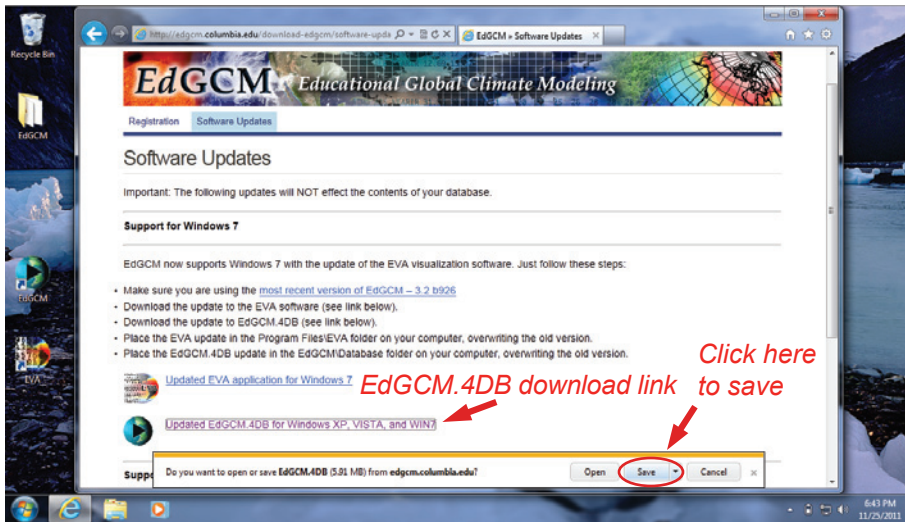 Recycle Bin
EdGCM
EdGCM
EVA
http://edgcm.columbia.edu/download-edgcm/software-upda
EdGCM » Software Updates
EdGCM Educational Global Climate Modeling
Registration Software Updates
Software Updates
Important: The following updates will NOT effect the contents of your database.
Support for Windows 7
EdGCM now supports Windows 7 with the update of the EVA visualization software. Just follow these steps:
• Make sure you are using the most recent version of EdGCM – 3.2 b926
• Download the update to the EVA software (see link below).
• Download the update to EdGCM.4DB (see link below).
• Place the EVA update in the Program Files\EVA folder on your computer, overwriting the old version.
• Place the EdGCM.4DB update in the EdGCM\Database folder on your computer, overwriting the old version.
Click here
to save
Updated EVA application for Windows 7
EdGCM.4DB download link
Updated EdGCM.4DB for Windows XP, VISTA, and WIN7
Suppo
Do you want to open or save EdGCM.4DB (5.91 MB) from edgcm.columbia.edu?
Open
Save
Cancel
6:43 PM
11/25/2011